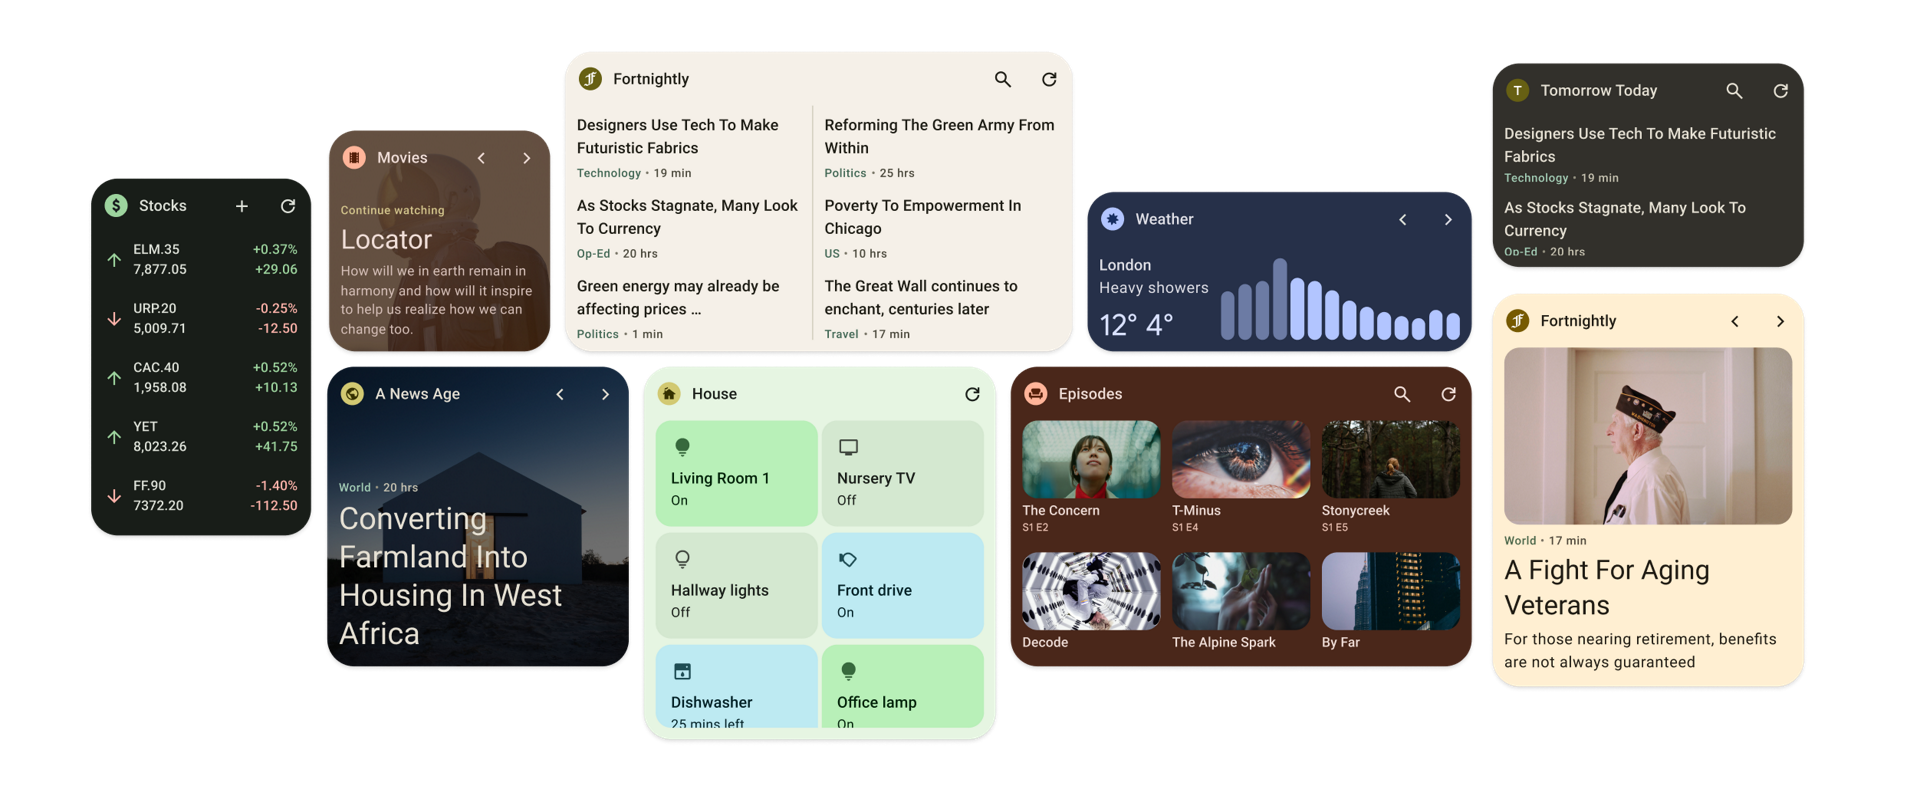 Stocks
ELM.35 +0.37%
7,877.05 +29.06
URP.20 -0.25%
5,009.71 -12.50
CAC.40 +0.52%
1,958.08 +10.13
YET +0.52%
8,023.26 +41.75
FF.90 -1.40%
7372.20 -112.50
Movies
Continue watching
Locator
How will we in earth remain in
harmony and how will it inspire
to help us realize how we can
change too.
Fortnightly
Designers Use Tech To Make
Futuristic Fabrics
Technology • 19 min
As Stocks Stagnate, Many Look
To Currency
Op-Ed • 20 hrs
Green energy may already be
affecting prices ...
Politics • 1 min
Reforming The Green Army From
Within
Politics • 25 hrs
Poverty To Empowerment In
Chicago
US • 10 hrs
The Great Wall continues to
enchant, centuries later
Travel • 17 min
Weather
London
Heavy showers
12° 4°
T Tomorrow Today
Designers Use Tech To Make Futuristic
Fabrics
Technology • 19 min
As Stocks Stagnate, Many Look To
Currency
Op-Ed • 20 hrs
A News Age
World • 20 hrs
Converting
Farmland Into
Housing In West
Africa
House
Living Room 1
On
Nursery TV
Off
Hallway lights
Off
Front drive
On
Dishwasher
25 mins left
Office lamp
On
Episodes
The Concern
S1 E2
T-Minus
S1 E4
Stonycreek
S1 E5
Decode
The Alpine Spark
By Far
Fortnightly
World • 17 min
A Fight For Aging
Veterans
For those nearing retirement, benefits
are not always guaranteed